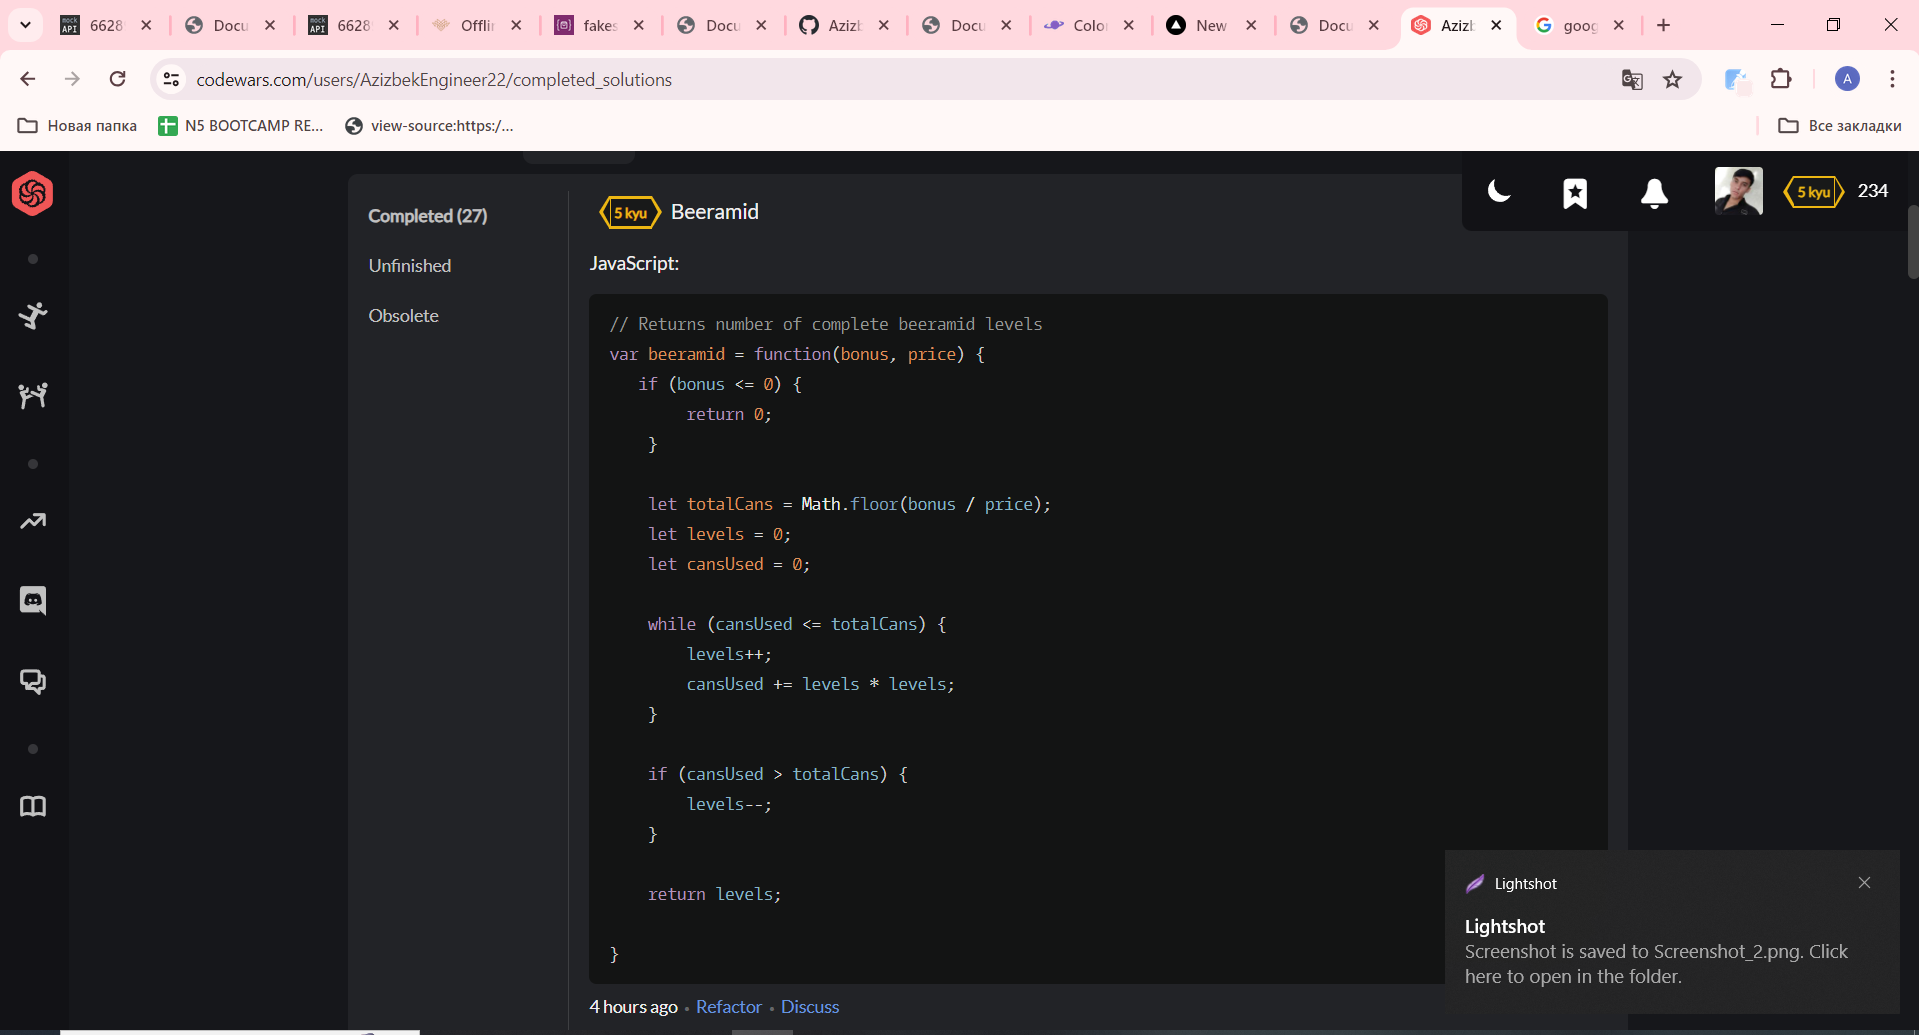 6628
Docu
6628
Offlin
fakes
Docu
Aziz
Docu
Color
New
Docu
Aziz
goog
codewars.com/users/AzizbekEngineer22/completed_solutions
A
Новая папка
N5 BOOTCAMP RE...
view-source:https:/...
Все закладки
Completed (27)
Unfinished
Obsolete
5 kyu Beeramid
5 kyu 234
JavaScript:
// Returns number of complete beeramid levels
var beeramid = function(bonus, price) {
if (bonus <= 0) {
return 0;
}
let totalCans = Math.floor(bonus / price);
let levels = 0;
let cansUsed = 0;
while (cansUsed <= totalCans) {
levels++;
cansUsed += levels * levels;
}
if (cansUsed > totalCans) {
levels--;
}
return levels;
}
4 hours ago • Refactor • Discuss
Lightshot
Lightshot
Screenshot is saved to Screenshot_2.png. Click
here to open in the folder.